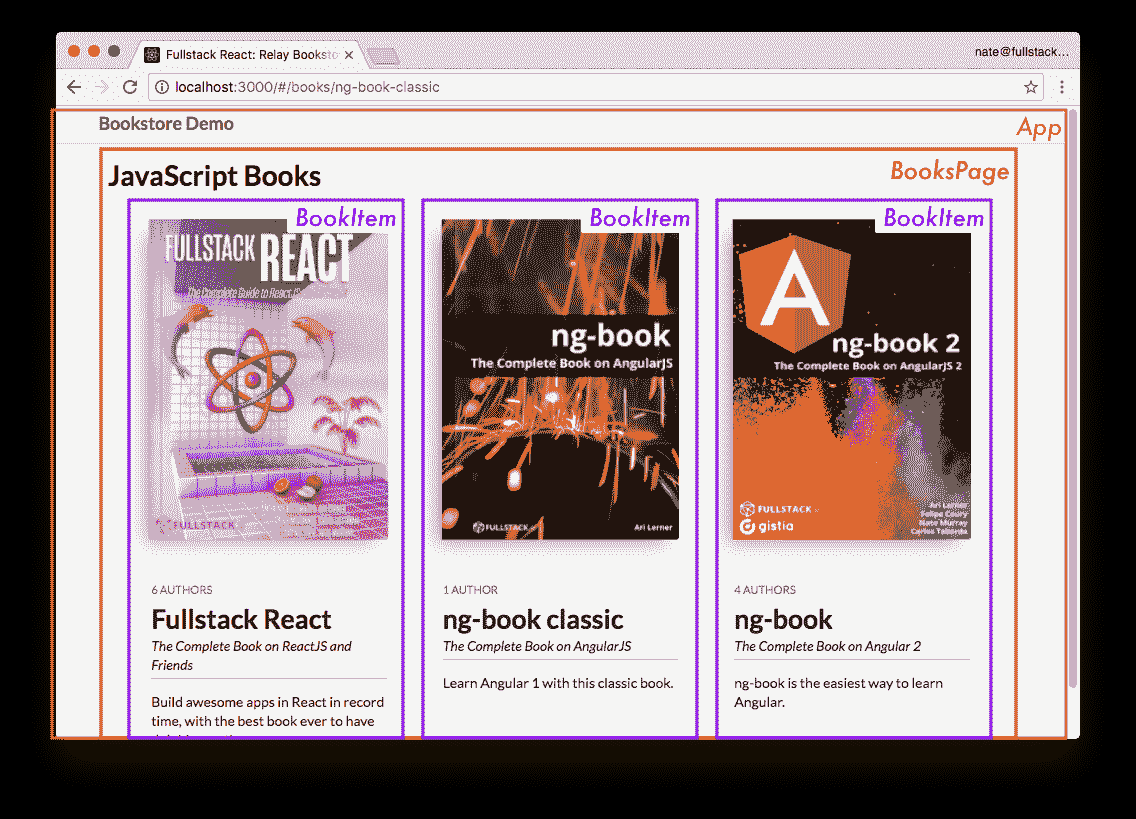 Fullstack React: Relay Booksto
nate@fullstack...
localhost:3000/#/books/ng-book-classic
Bookstore Demo
App
JavaScript Books
BooksPage
BookItem
BookItem
BookItem
FULLSTACK
REACT
The Complete Guide to ReactJS
FULLSTACK
ng-book
The Complete Book on AngularJS
FULLSTACK
Ari Lerner
ng-book 2
The Complete Book on AngularJS 2
FULLSTACK
gistia
Ari Lerner
Felipe Coury
Nate Murray
Carlos Taborda
6 AUTHORS
Fullstack React
The Complete Book on ReactJS and
Friends
Build awesome apps in React in record
time, with the best book ever to have
1 AUTHOR
ng-book classic
The Complete Book on AngularJS
Learn Angular 1 with this classic book.
4 AUTHORS
ng-book
The Complete Book on Angular 2
ng-book is the easiest way to learn
Angular.